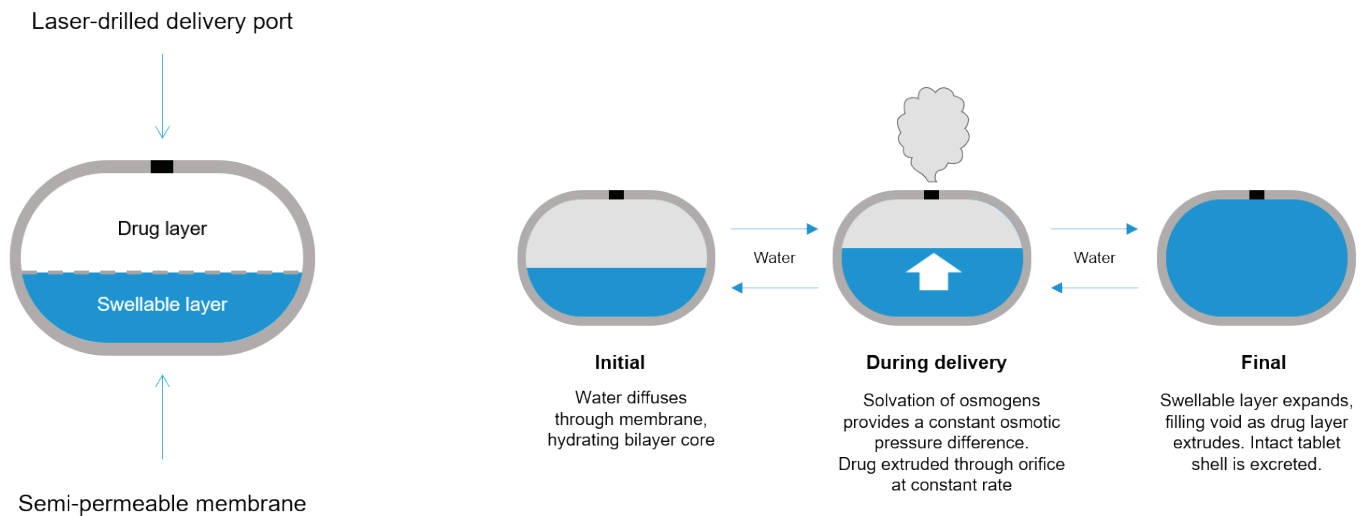 Laser-drilled delivery port
Drug layer
Swellable layer
Semi-permeable membrane
Water
Water
Initial
Water diffuses
through membrane,
hydrating bilayer core
During delivery
Solvation of osmogens
provides a constant osmotic
pressure difference.
Drug extruded through orifice
at constant rate
Final
Swellable layer expands,
filling void as drug layer
extrudes. Intact tablet
shell is excreted.